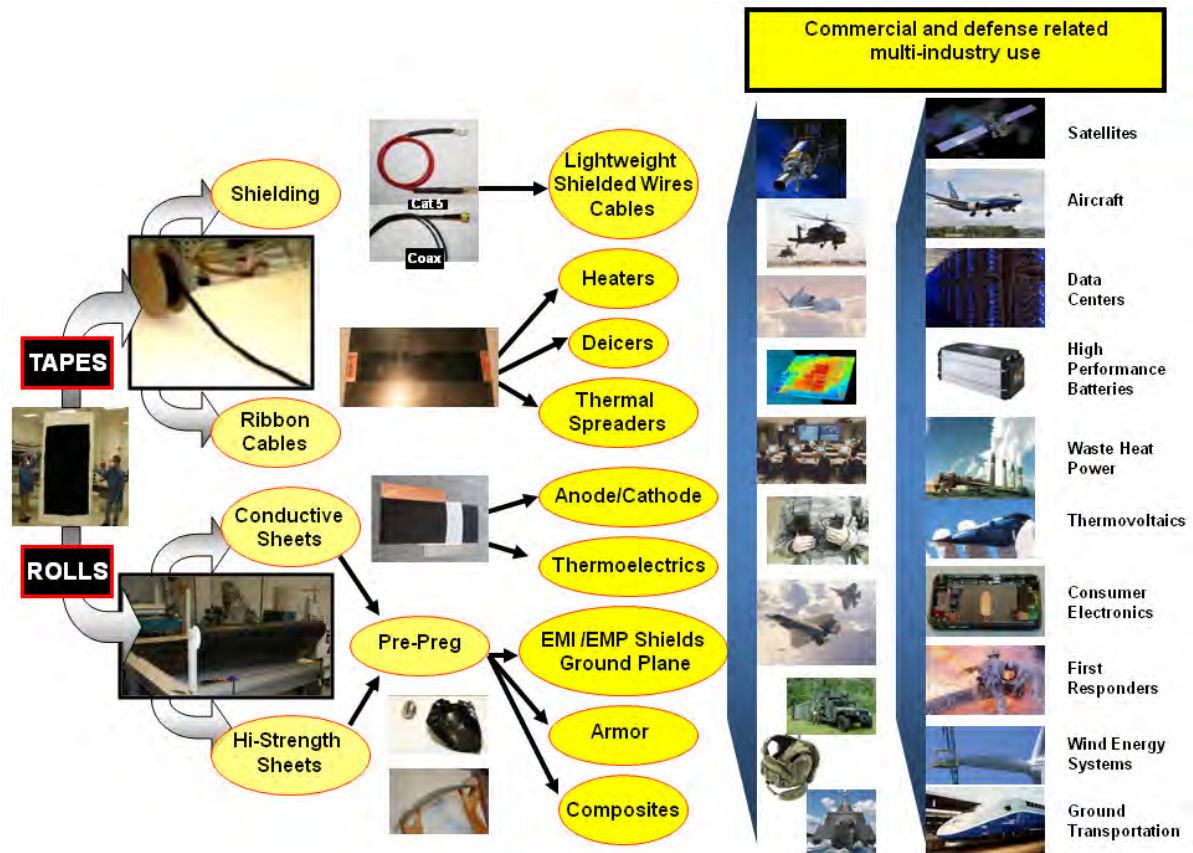 Commercial and defense related
multi-industry use
Shielding
Cat 5
Coax
Lightweight
Shielded Wires
Cables
Satellites
Aircraft
Heaters
Data
Centers
TAPES
Deicers
High
Performance
Batteries
Thermal
Spreaders
Ribbon
Cables
Waste Heat
Power
Conductive
Sheets
Anode/Cathode
Thermovoltaics
ROLLS
Thermoelectrics
Consumer
Electronics
Pre-Preg
EMI /EMP Shields
Ground Plane
First
Responders
Hi-Strength
Sheets
Armor
Wind Energy
Systems
Composites
Ground
Transportation